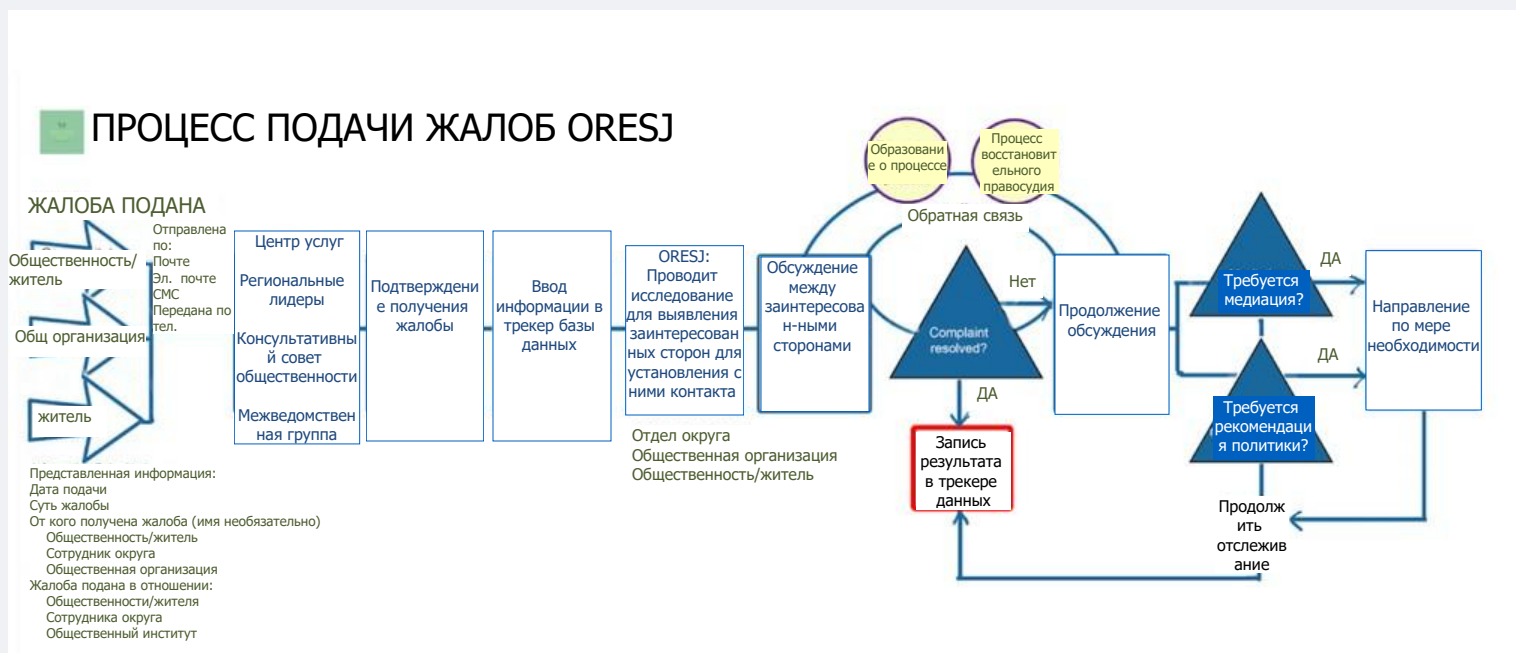 ПРОЦЕСС ПОДАЧИ ЖАЛОБ ORESJ
ЖАЛОБА ПОДАНА
Общественность/
житель
Общ организация
житель
Отправлена
по:
Почте
Эл. почте
СМС
Передана по
тел.
Представленная информация:
Дата подачи
Суть жалобы
От кого получена жалоба (имя необязательно)
Общественность/житель
Сотрудник округа
Общественная организация
Жалоба подана в отношении:
Общественности/жителя
Сотрудника округа
Общественный институт
Центр услуг
Региональные
лидеры
Консультативны
й совет
общественности
Межведомствен
ная группа
Подтверждени
е получения
жалобы
Ввод
информации в
трекер базы
данных
ORESJ:
Проводит
исследование
для выявления
заинтересован
ных сторон для
установления с
ними контакта
Отдел округа
Общественная организация
Общественность/житель
Обсуждение
между
заинтересова
н-ными
сторонами
Образовани
е о процессе
Процесс
восстановит
ельного
правосудия
Обратная связь
Complaint
resolved?
Нет
ДА
Запись
результата
в трекере
данных
Продолжение
обсуждения
Требуется
медиация?
ДА
Требуется
рекомендаци
я политики?
ДА
Направление
по мере
необходимости
Продолж
ить
отслежив
ание